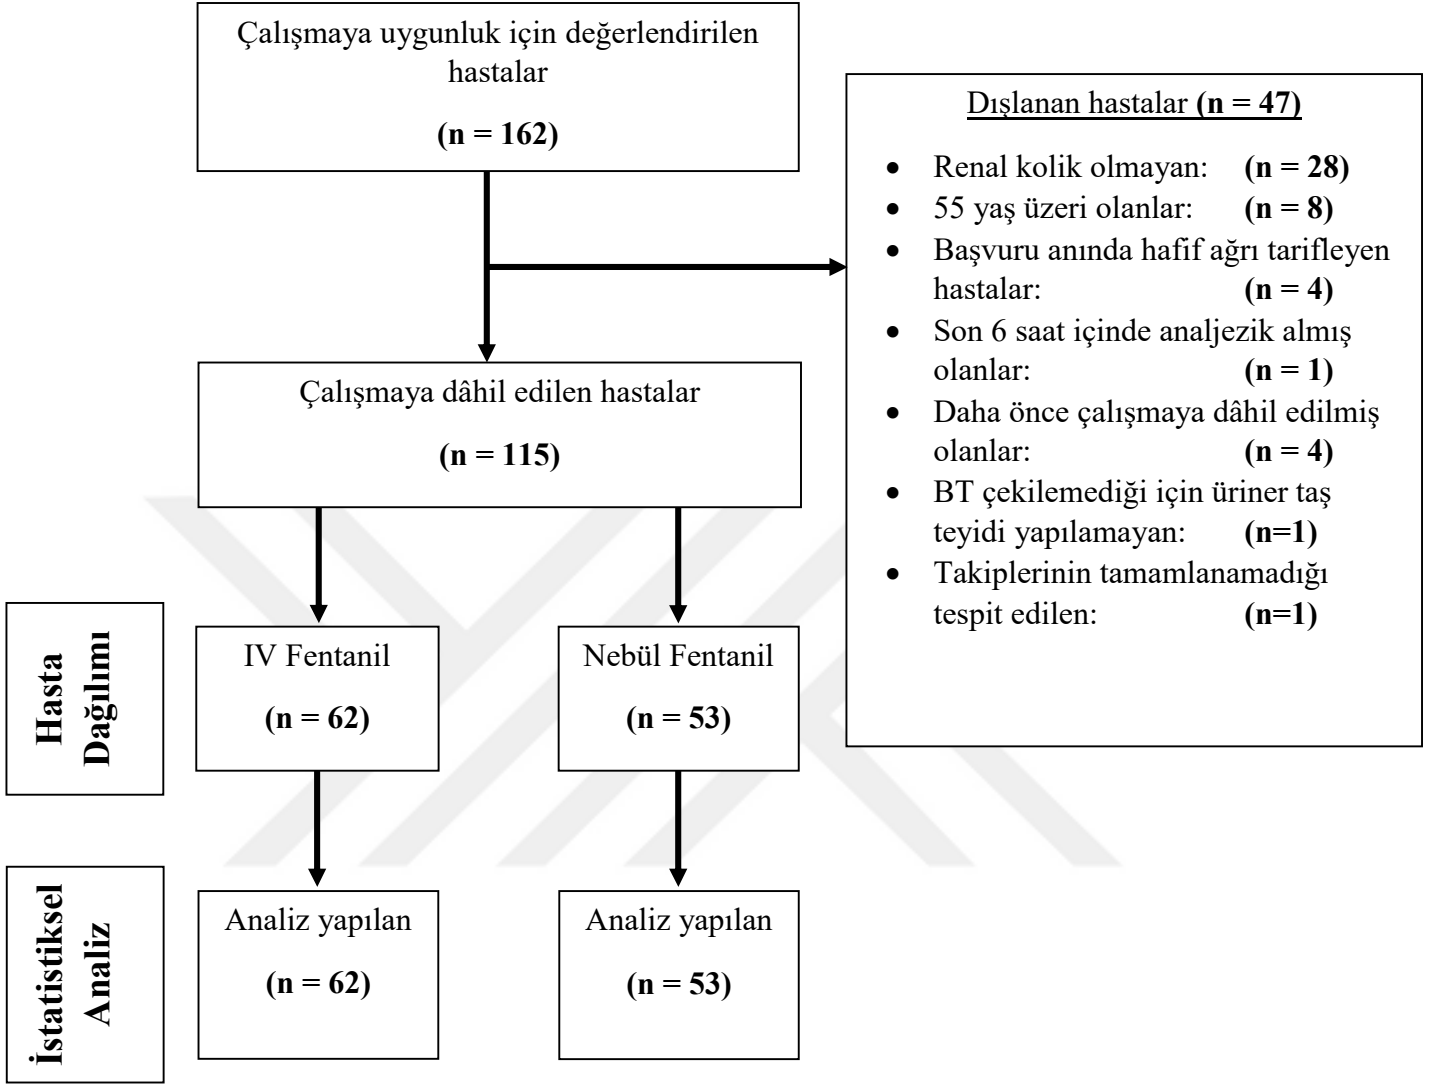 Çalışmaya uygunluk için değerlendirilen
hastalar
(n = 162)
Dışlanan hastalar (n = 47)
• Renal kolik olmayan: (n = 28)
• 55 yaş üzeri olanlar: (n = 8)
• Başvuru anında hafif ağrı tarifleyen
hastalar: (n = 4)
• Son 6 saat içinde analjezik almış
olanlar: (n = 1)
• Daha önce çalışmaya dâhil edilmiş
olanlar: (n = 4)
• BT çekilemediği için üriner taş
teyidi yapılamayan: (n=1)
• Takiplerinin tamamlanamadığı
tespit edilen: (n=1)
Çalışmaya dâhil edilen hastalar
(n = 115)
Hasta
Dağılımı
IV Fentanil
(n = 62)
Nebül Fentanil
(n = 53)
İstatistiksel
Analiz
Analiz yapılan
(n = 62)
Analiz yapılan
(n = 53)